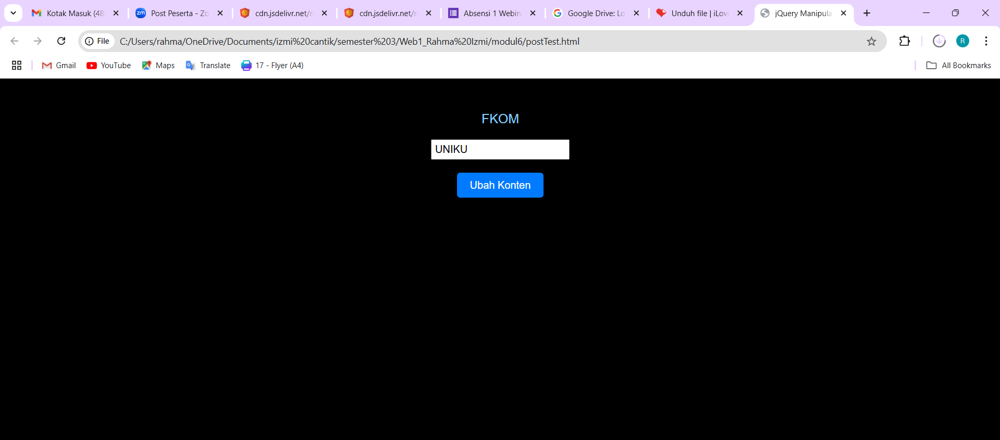 Kotak Masuk (48
zm Post Peserta - Zo
cdn.jsdelivr.net/
cdn.jsdelivr.net/
Absensi 1 Webin
Google Drive: Lo
Unduh file | iLov
jQuery Manipula
File C:/Users/rahma/OneDrive/Documents/izmi%20cantik/semester%203/Web1_Rahma%20Izmi/modul6/postTest.html
R
Gmail YouTube Maps Translate 17 - Flyer (A4) All Bookmarks
FKOM
UNIKU
Ubah Konten